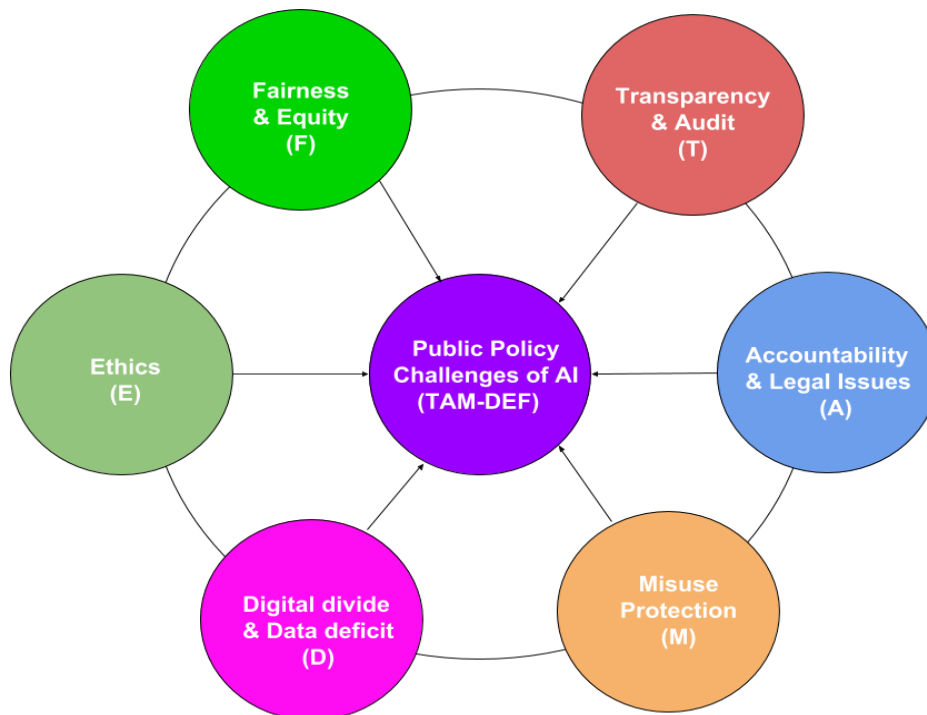 Fairness
& Equity
(F)
Transparency
& Audit
(T)
Ethics
(E)
Public Policy
Challenges of AI
(TAM-DEF)
Accountability
& Legal Issues
(A)
Digital divide
& Data deficit
(D)
Misuse
Protection
(M)